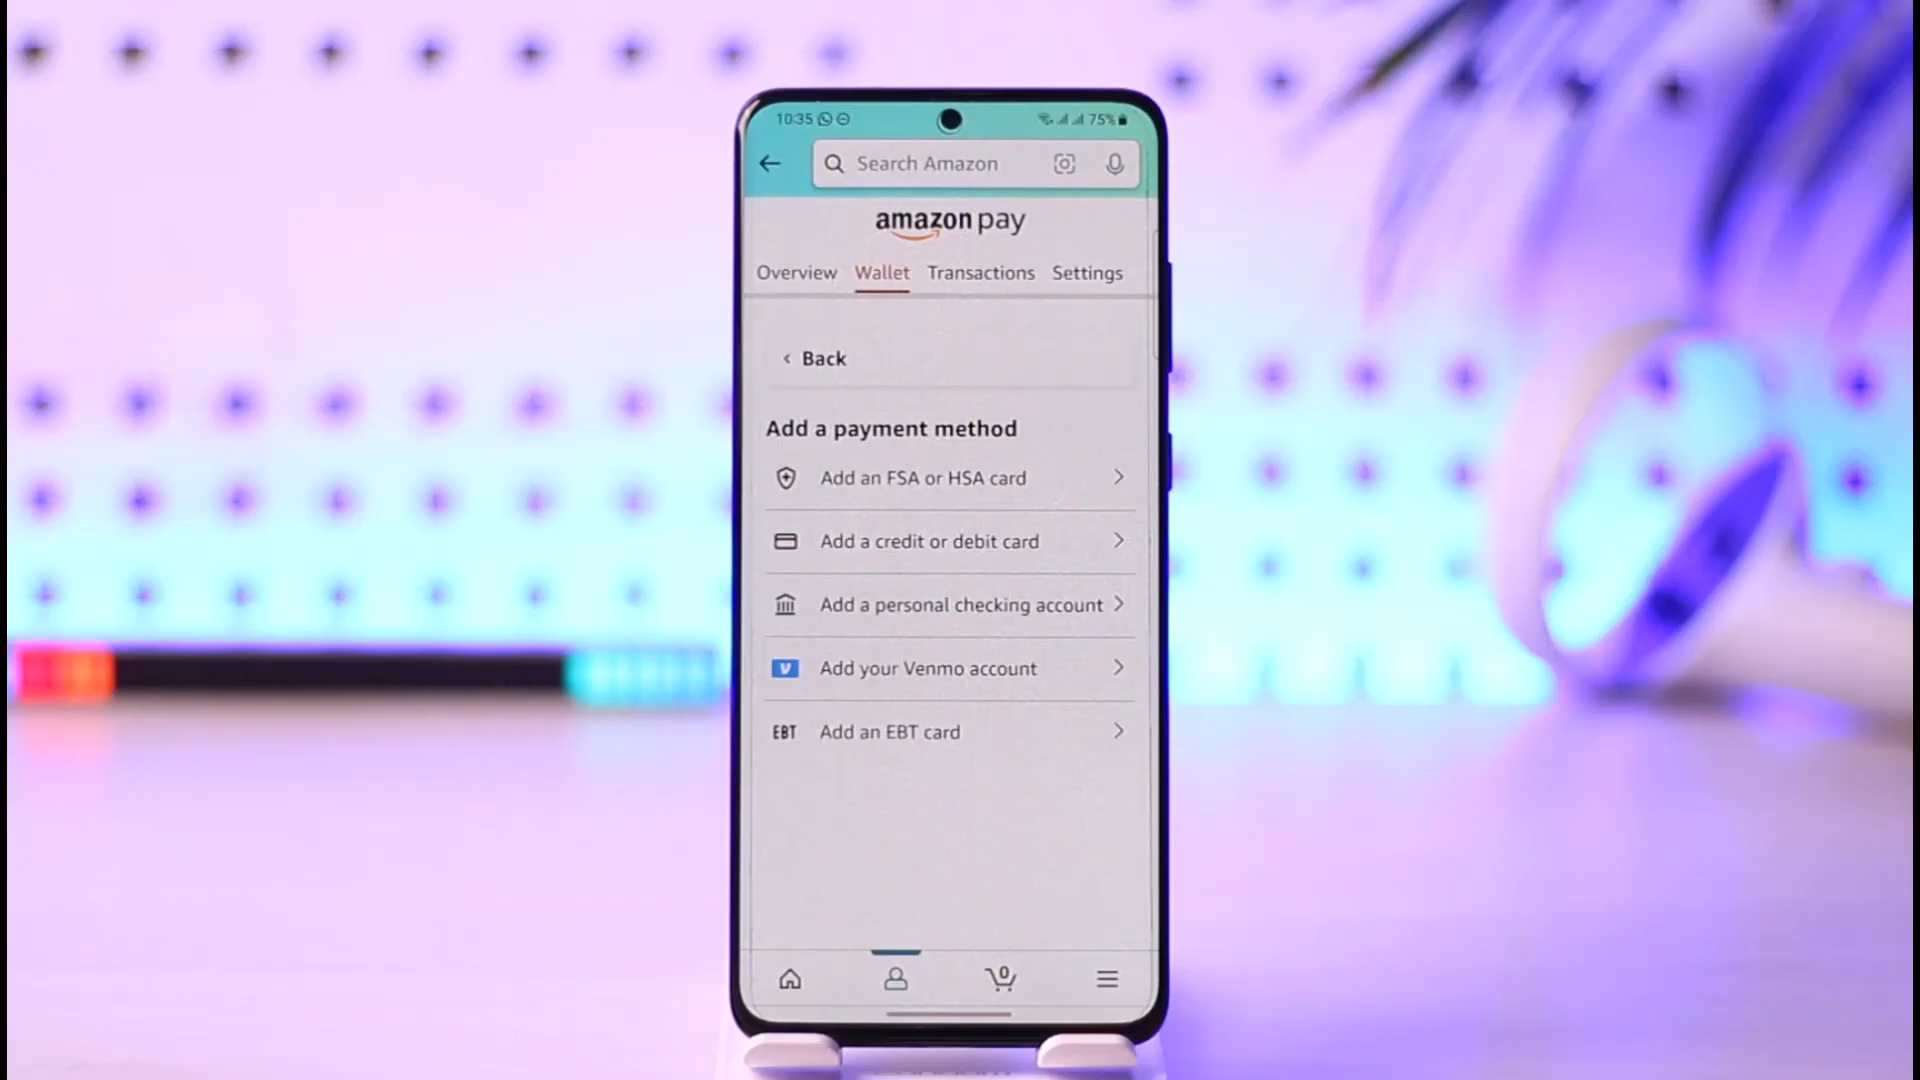 10:35 75%
Search Amazon
amazon pay
Overview Wallet Transactions Settings
Back
Add a payment method
Add an FSA or HSA card
Add a credit or debit card
Add a personal checking account
V Add your Venmo account
EBT Add an EBT card
0